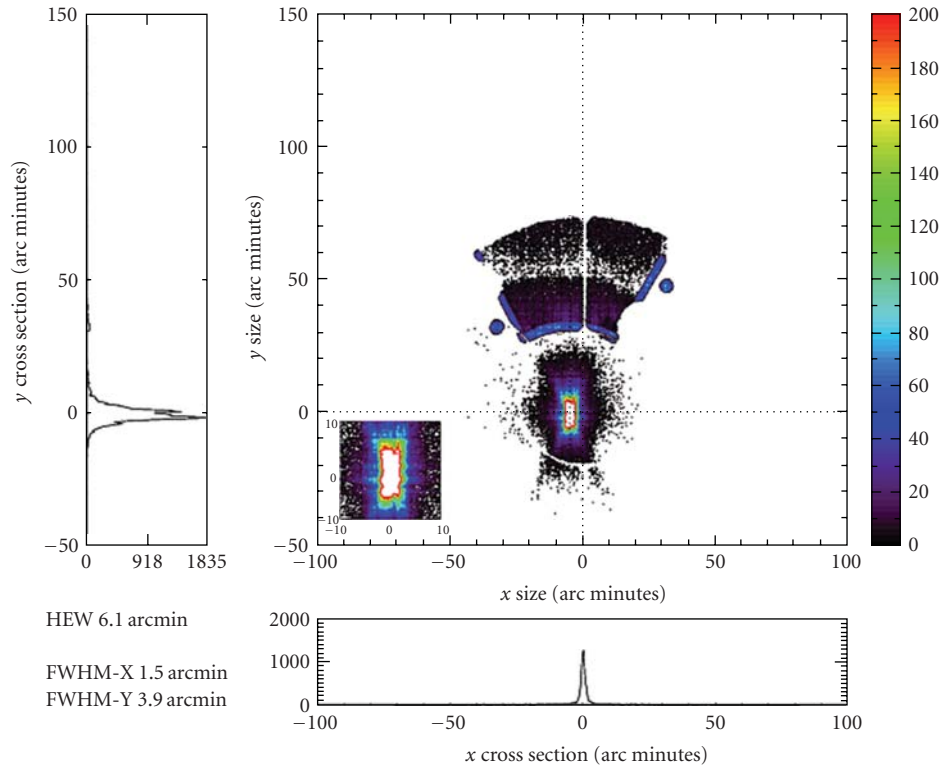 150
100
50
0
−50
y cross section (arc minutes)
0 918 1835
150
100
50
0
−50
y size (arc minutes)
10
0
−10
−10 0 10
−100 −50 0 50 100
x size (arc minutes)
200
180
160
140
120
100
80
60
40
20
0
HEW 6.1 arcmin
FWHM-X 1.5 arcmin
FWHM-Y 3.9 arcmin
2000
1000
0
−100 −50 0 50 100
x cross section (arc minutes)